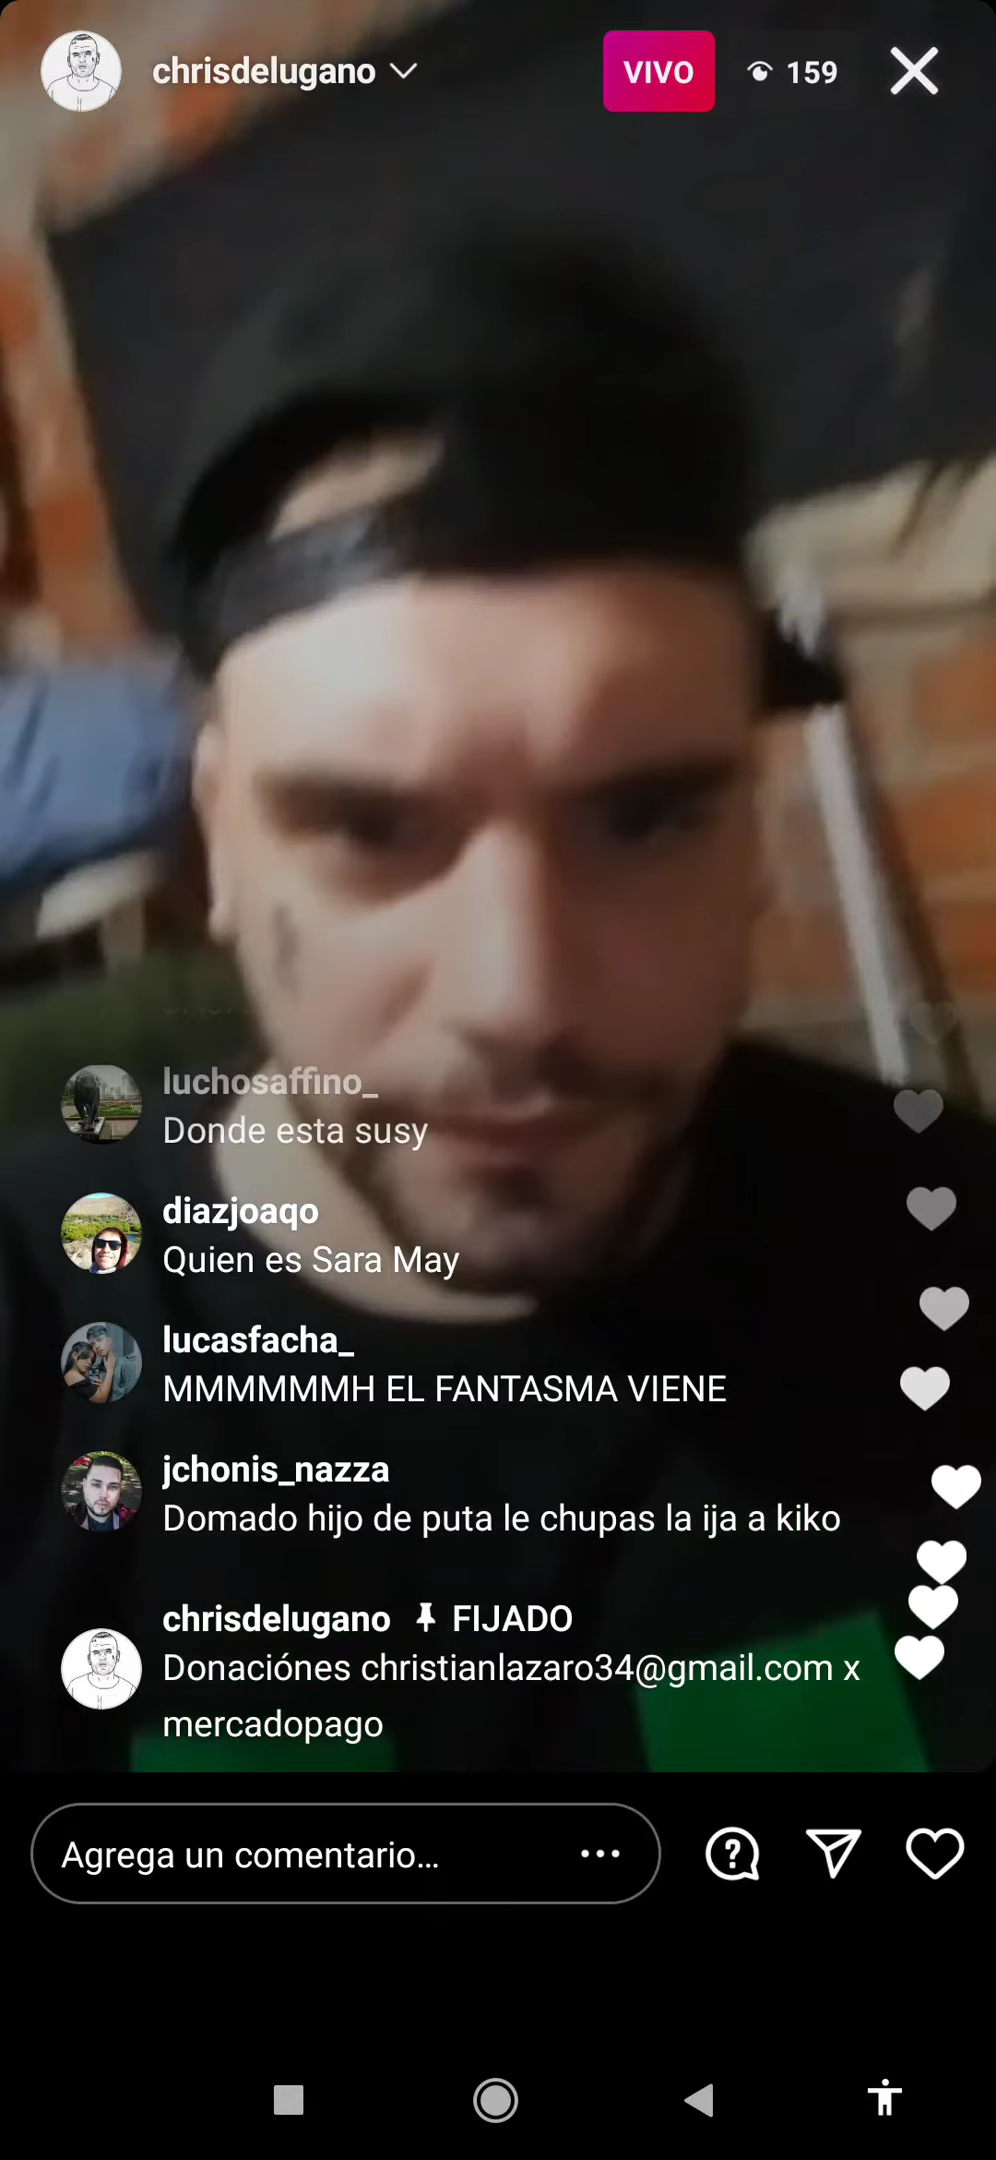 chrisdelugano
VIVO
159
luchosaffino_
Donde esta susy
diazjoaqo
Quien es Sara May
lucasfacha_
MMMMMMH EL FANTASMA VIENE
jchonis_nazza
Domado hijo de puta le chupas la ija a kiko
chrisdelugano FIJADO
Donaciónes christianlazaro34@gmail.com x
mercadopago
Agrega un comentario...